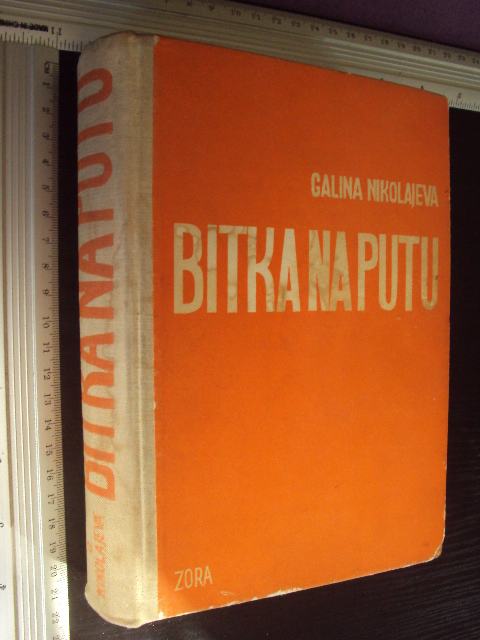 GALINA NIKOLAJEVA
BITKA NA PUTU
ZORA
BITKA NA PUTU